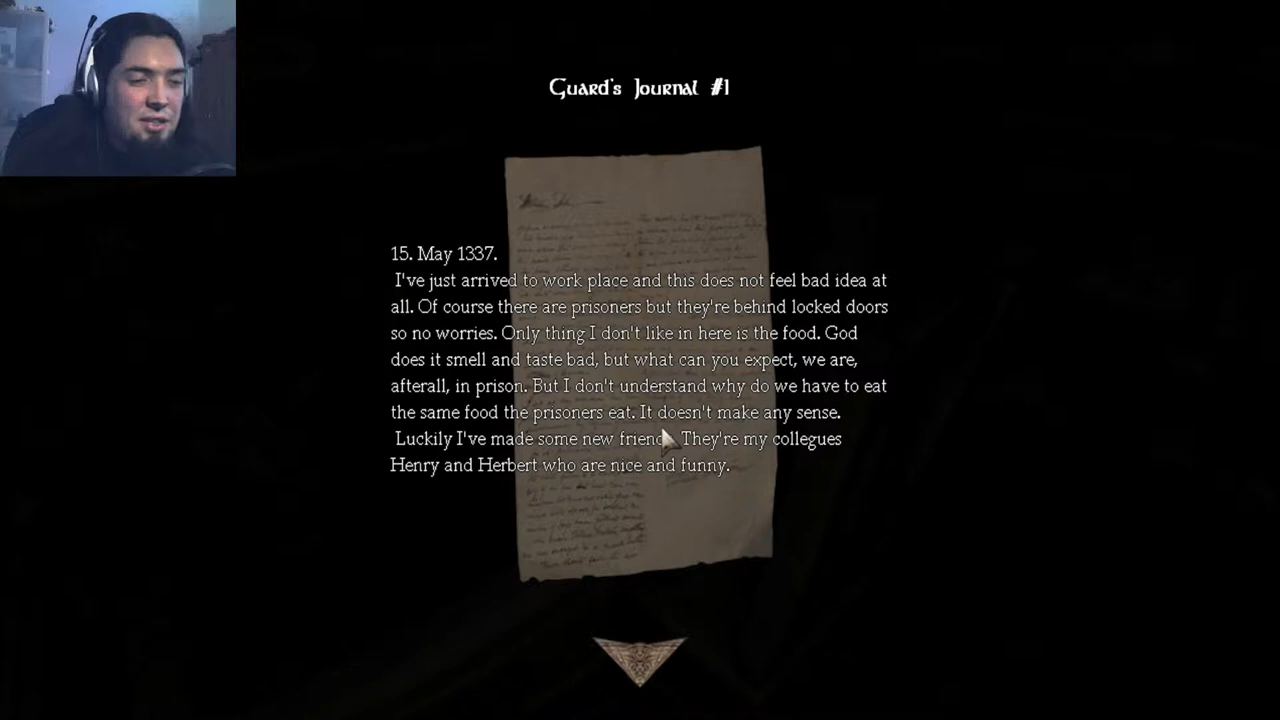 Guard's Journal #1
15. May 1337.
I've just arrived to work place and this does not feel bad idea at
all. Of course there are prisoners but they're behind locked doors
so no worries. Only thing I don't like in here is the food. God
does it smell and taste bad, but what can you expect, we are,
afterall, in prison. But I don't understand why do we have to eat
the same food the prisoners eat. It doesn't make any sense.
Luckily I've made some new They're my collegues
Henry and Herbert who are nice and funny.